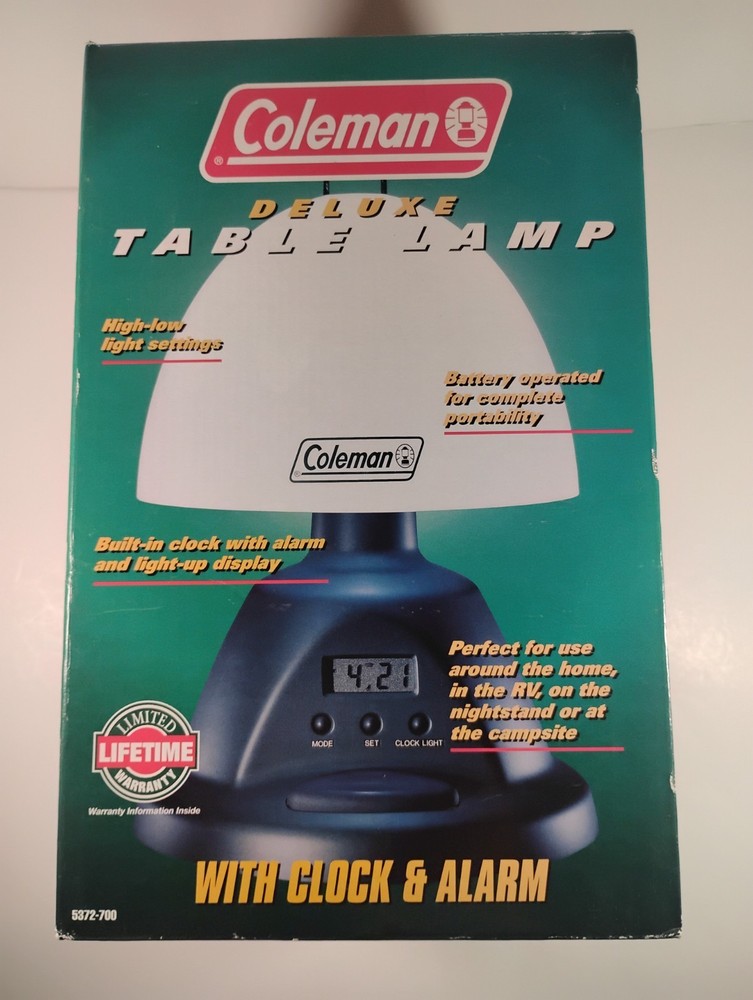 Coleman
®
DELUXE
TABLE LAMP
High-low
light settings
Battery operated
for complete
portability
Coleman
®
Built-in clock with alarm
and light-up display
Perfect for use
around the home,
in the RV, on the
nightstand or at
the campsite
4:21
MODE SET CLOCK LIGHT
LIMITED
LIFETIME
WARRANTY
Warranty Information Inside
WITH CLOCK & ALARM
5372-700